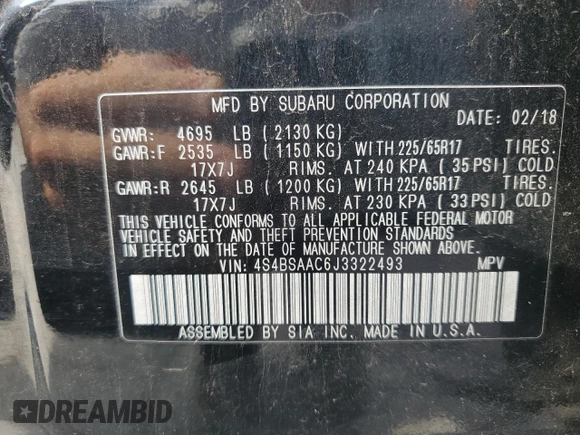 MFD BY SUBARU CORPORATION
DATE: 02/18
GVWR: 4695 LB (2130 KG)
GAWR:F 2535 LB (1150 KG) WITH 225/65R17 TIRES.
17X7J RIMS. AT 240 KPA (35 PSI) COLD
GAWR:R 2645 LB (1200 KG) WITH 225/65R17 TIRES.
17X7J RIMS. AT 230 KPA (33 PSI) COLD
THIS VEHICLE CONFORMS TO ALL APPLICABLE FEDERAL MOTOR
VEHICLE SAFETY AND THEFT PREVENTION STANDARDS
IN EFFECT ON THE DATE OF MANUFACTURE SHOWN ABOVE.
VIN: 4S4BSAAC6J3322493 MPV
ASSEMBLED BY SIA INC. MADE IN U.S.A.
DREAMBID